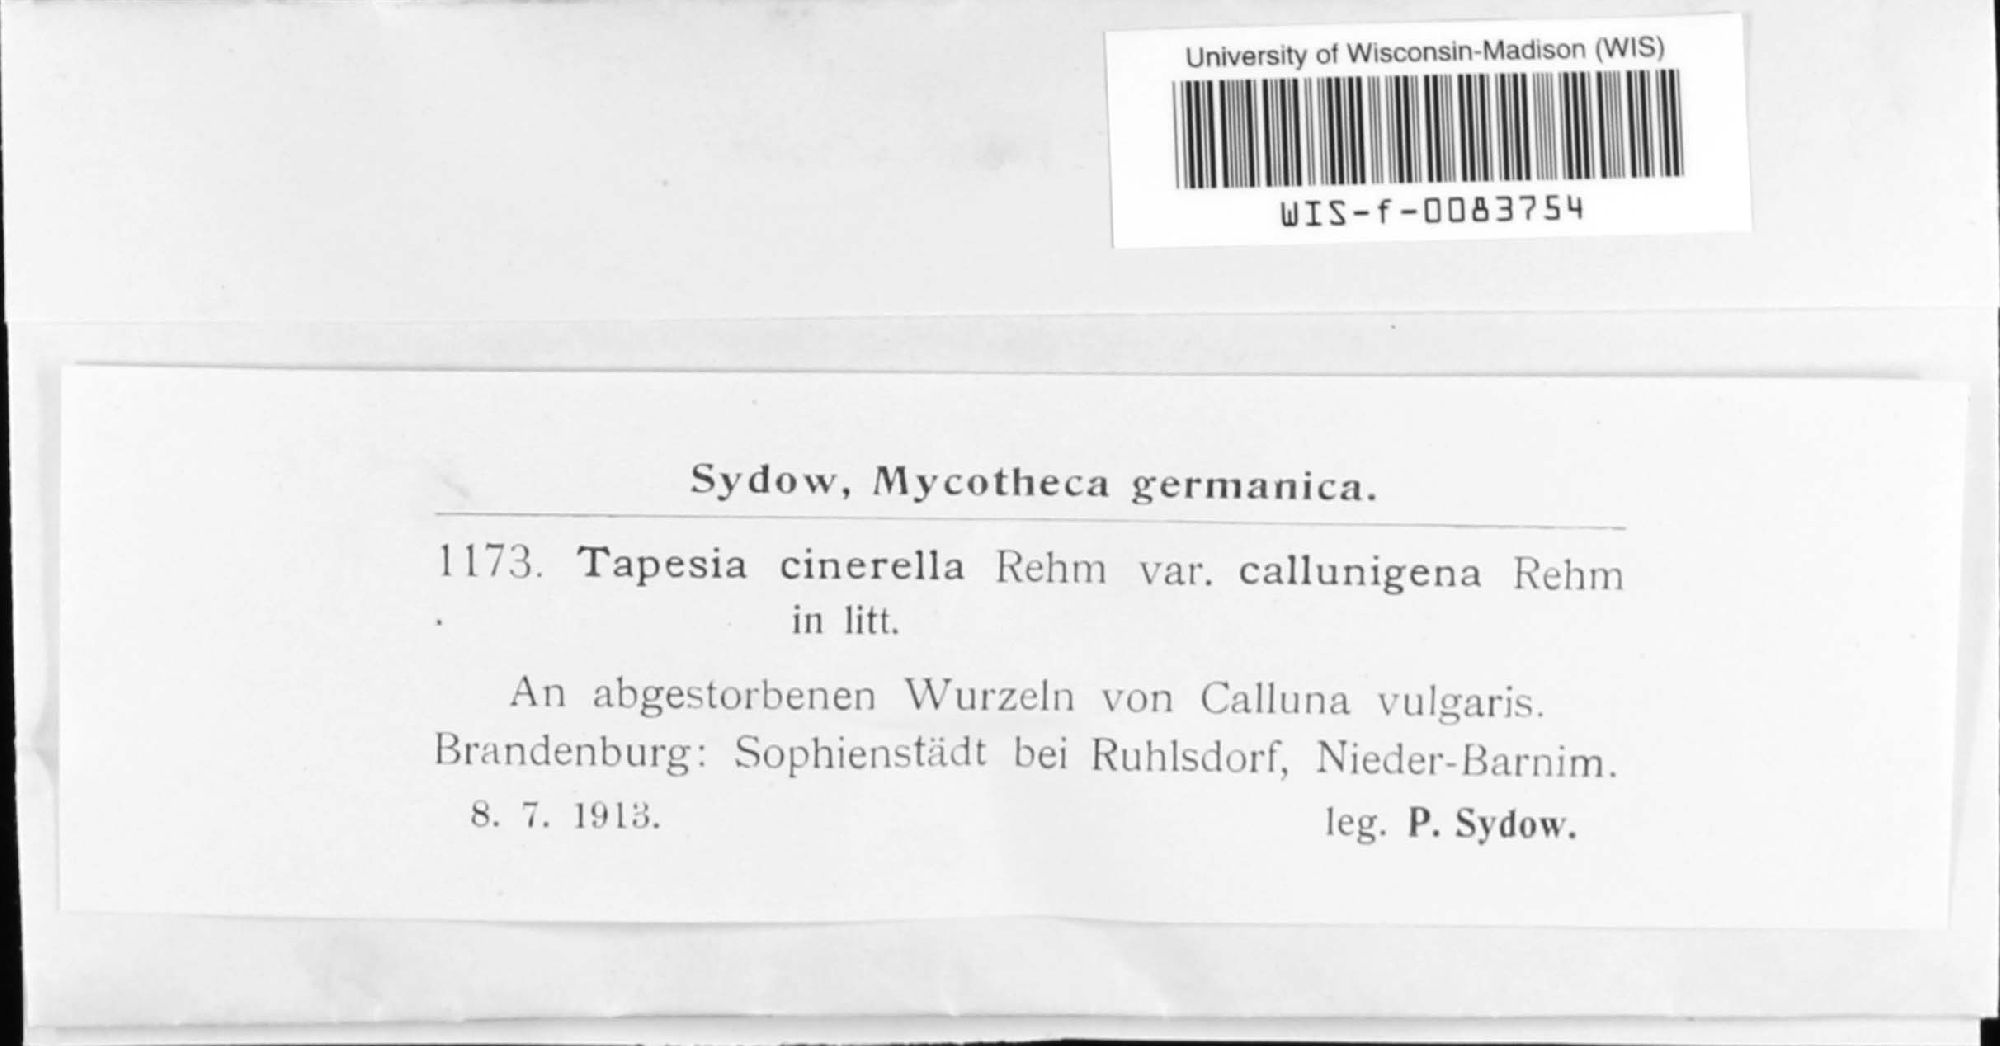 University of Wisconsin-Madison (WIS)
WIS-f-0083754
Sydow, Mycotheca germanica.
1173. Tapesia cinerella Rehm var. callunigena Rehm
in litt.
An abgestorbenen Wurzeln von Calluna vulgaris.
Brandenburg: Sophienstädt bei Ruhlsdorf, Nieder-Barnim.
8. 7. 1913. leg. P. Sydow.